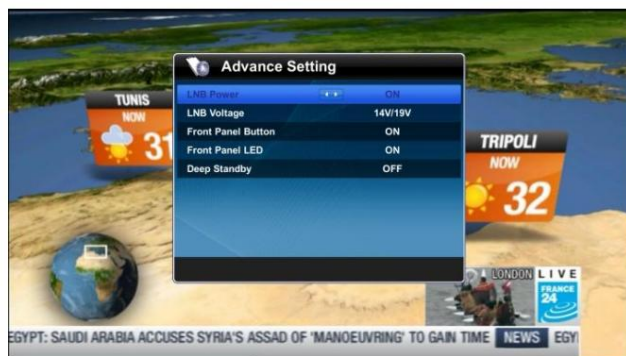 Advance Setting
LNB Power ON
LNB Voltage 14V/19V
Front Panel Button ON
Front Panel LED ON
Deep Standby OFF
TUNIS
NOW
31
TRIPOLI
NOW
32
LONDON LIVE
FRANCE
24
EGYPT: SAUDI ARABIA ACCUSES SYRIA'S ASSAD OF 'MANOEUVRING' TO GAIN TIME NEWS EGY